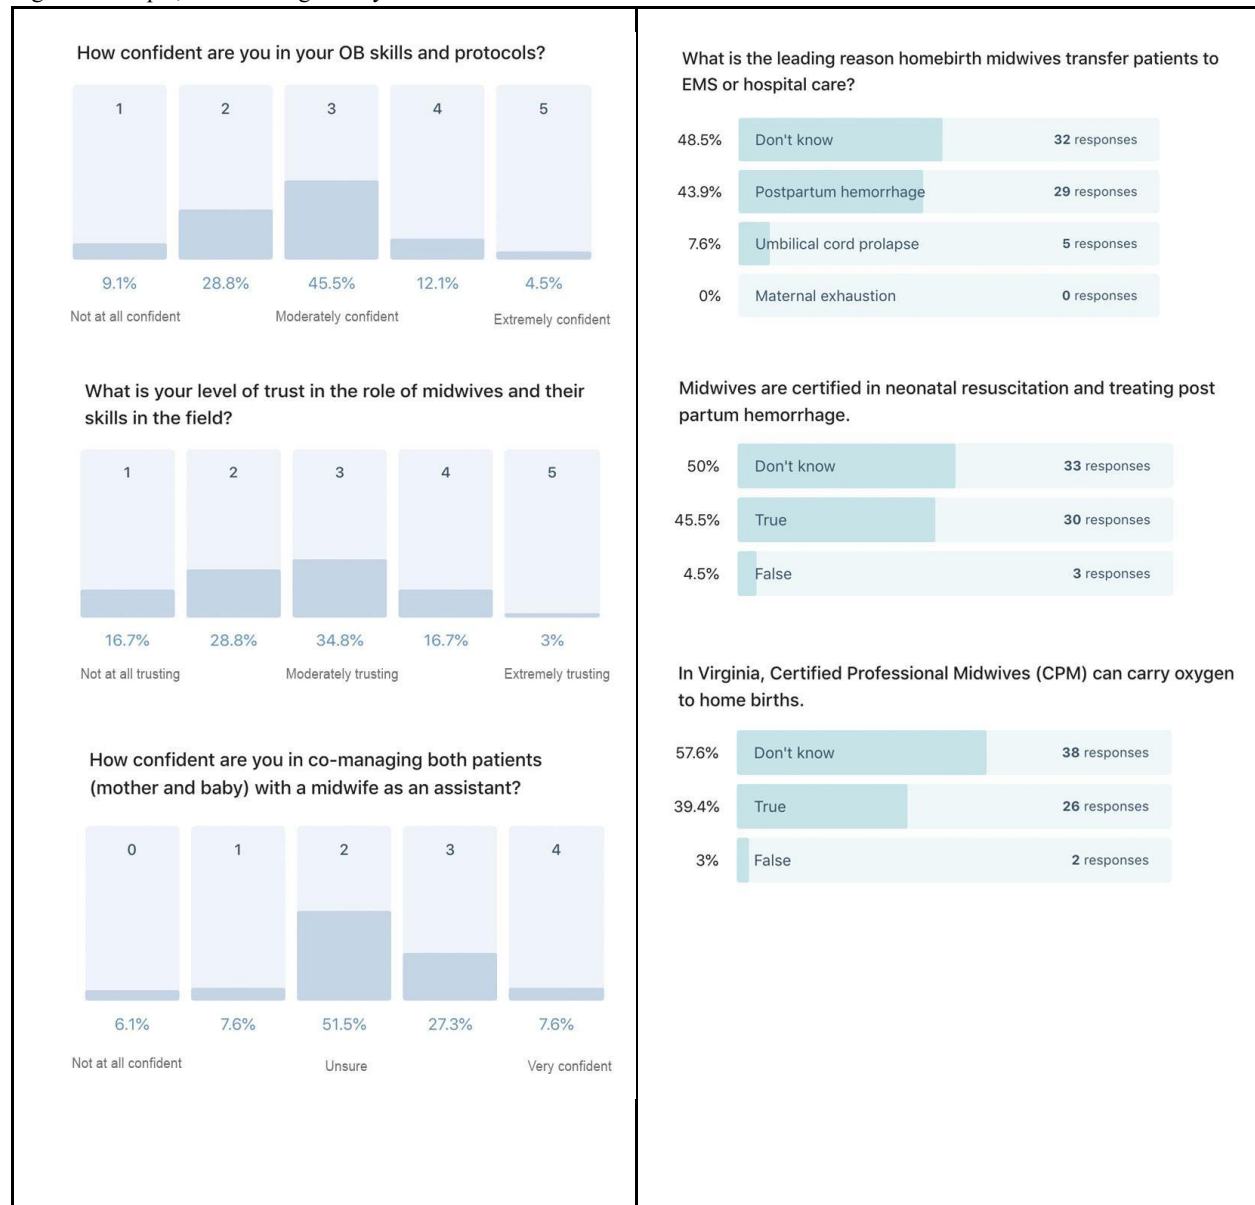 How confident are you in your OB skills and protocols?
1 2 3 4 5
9.1% 28.8% 45.5% 12.1% 4.5%
Not at all confident Moderately confident Extremely confident
What is your level of trust in the role of midwives and their
skills in the field?
1 2 3 4 5
16.7% 28.8% 34.8% 16.7% 3%
Not at all trusting Moderately trusting Extremely trusting
How confident are you in co-managing both patients
(mother and baby) with a midwife as an assistant?
0 1 2 3 4
6.1% 7.6% 51.5% 27.3% 7.6%
Not at all confident Unsure Very confident
What is the leading reason homebirth midwives transfer patients to
EMS or hospital care?
48.5% Don't know 32 responses
43.9% Postpartum hemorrhage 29 responses
7.6% Umbilical cord prolapse 5 responses
0% Maternal exhaustion 0 responses
Midwives are certified in neonatal resuscitation and treating post
partum hemorrhage.
50% Don't know 33 responses
45.5% True 30 responses
4.5% False 3 responses
In Virginia, Certified Professional Midwives (CPM) can carry oxygen
to home births.
57.6% Don't know 38 responses
39.4% True 26 responses
3% False 2 responses